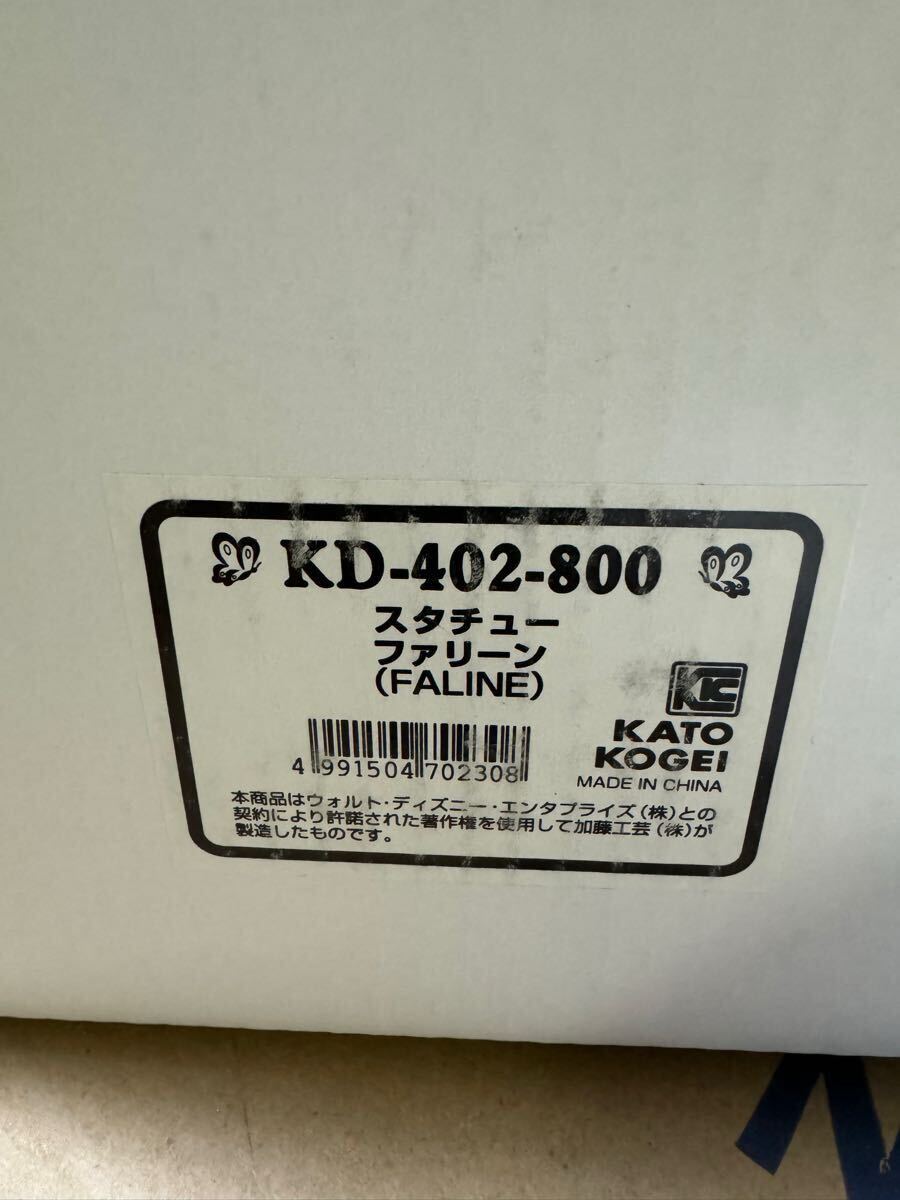 KD-402-800
スタチュー
ファリーン
(FALINE)
KIC
KATO
KOGEI
MADE IN CHINA
4 991504 702308
本商品はウォルト・ディズニー・エンタプライズ(株)との
契約により許諾された著作権を使用して加藤工芸(株)が
製造したものです。